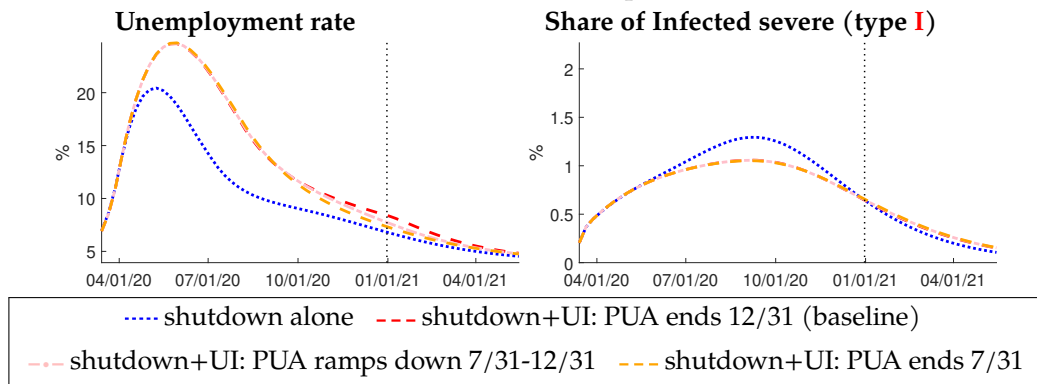 Unemployment rate
%
20
15
10
5
04/01/20 07/01/20 10/01/20 01/01/21 04/01/21
Share of Infected severe (type I)
%
2
1.5
1
0.5
0
04/01/20 07/01/20 10/01/20 01/01/21 04/01/21
shutdown alone shutdown+UI: PUA ends 12/31 (baseline)
shutdown+UI: PUA ramps down 7/31-12/31 shutdown+UI: PUA ends 7/31